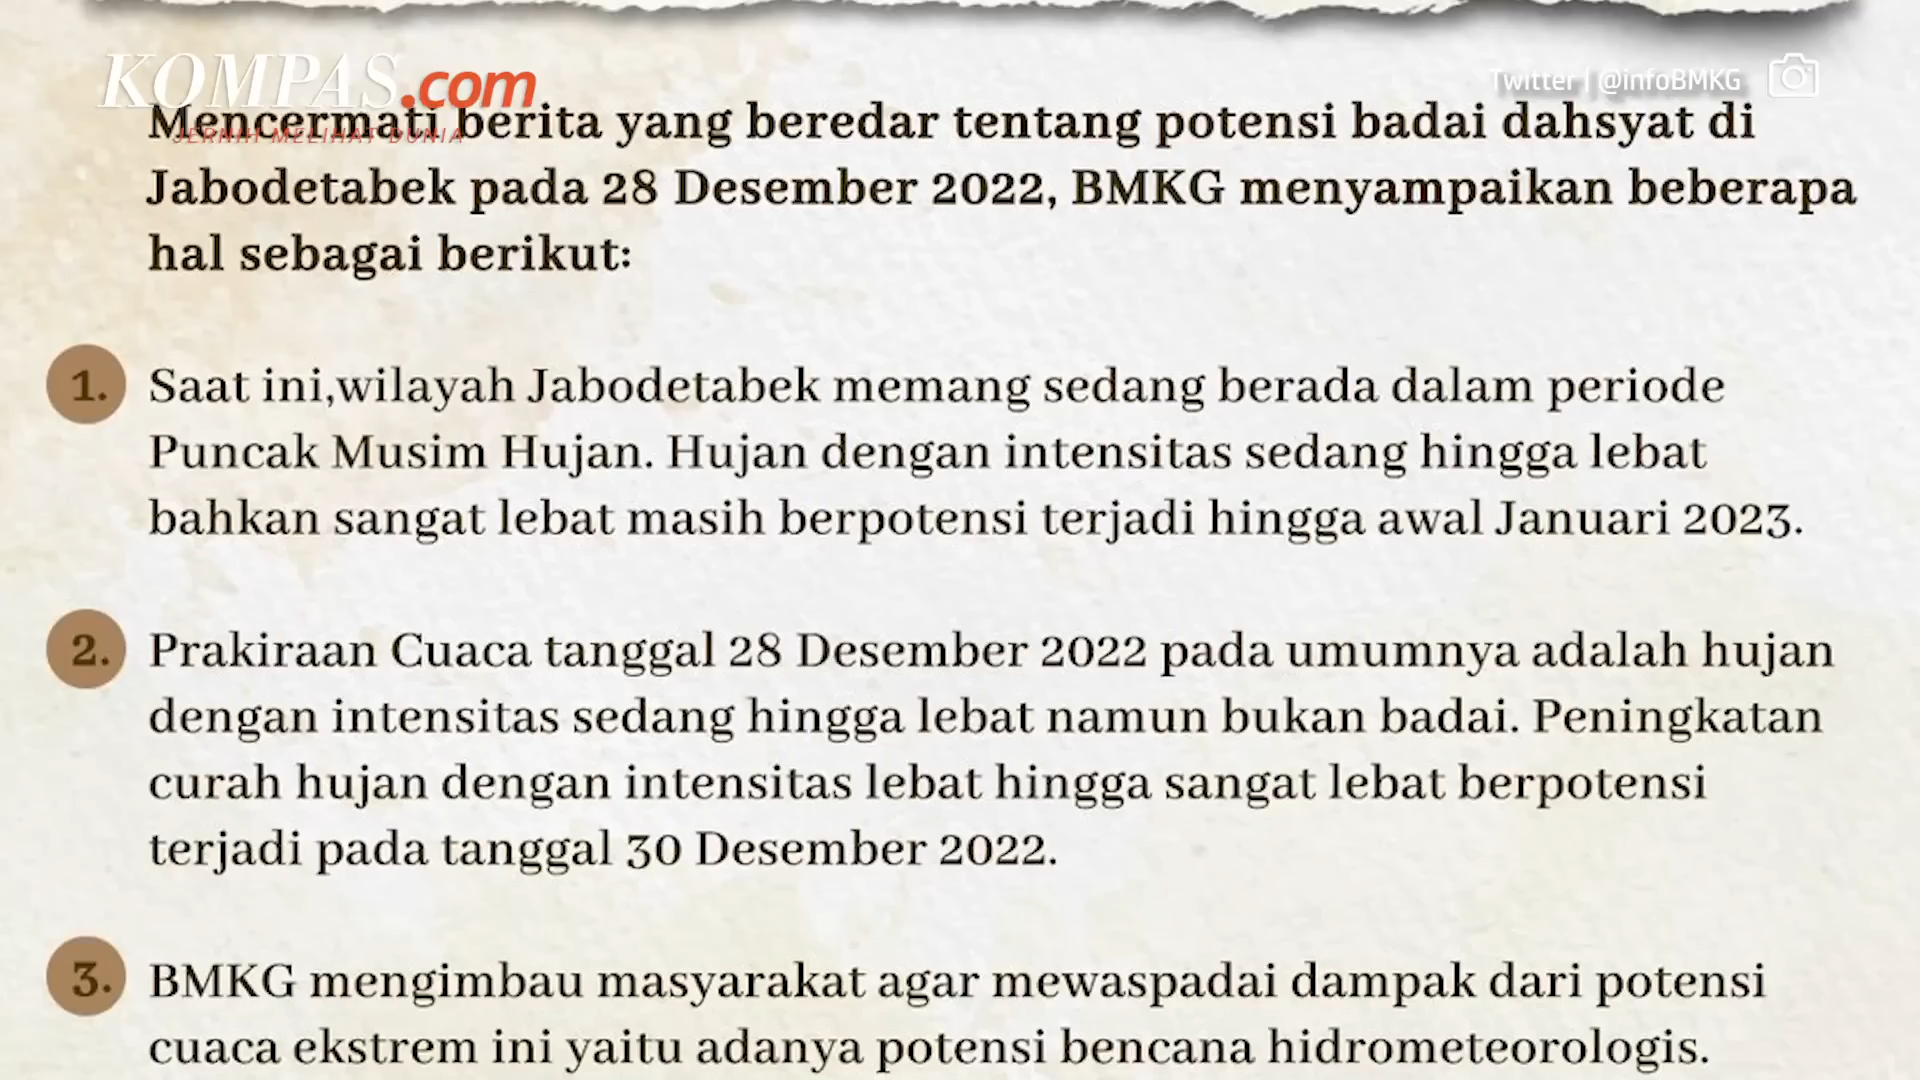 KOMPAS.com
JERNIH MELIHAT DUNIA
Twitter | @infoBMKG
Mencermati berita yang beredar tentang potensi badai dahsyat di
Jabodetabek pada 28 Desember 2022, BMKG menyampaikan beberapa
hal sebagai berikut:
1. Saat ini,wilayah Jabodetabek memang sedang berada dalam periode
Puncak Musim Hujan. Hujan dengan intensitas sedang hingga lebat
bahkan sangat lebat masih berpotensi terjadi hingga awal Januari 2023.
2. Prakiraan Cuaca tanggal 28 Desember 2022 pada umumnya adalah hujan
dengan intensitas sedang hingga lebat namun bukan badai. Peningkatan
curah hujan dengan intensitas lebat hingga sangat lebat berpotensi
terjadi pada tanggal 30 Desember 2022.
3. BMKG mengimbau masyarakat agar mewaspadai dampak dari potensi
cuaca ekstrem ini yaitu adanya potensi bencana hidrometeorologis.